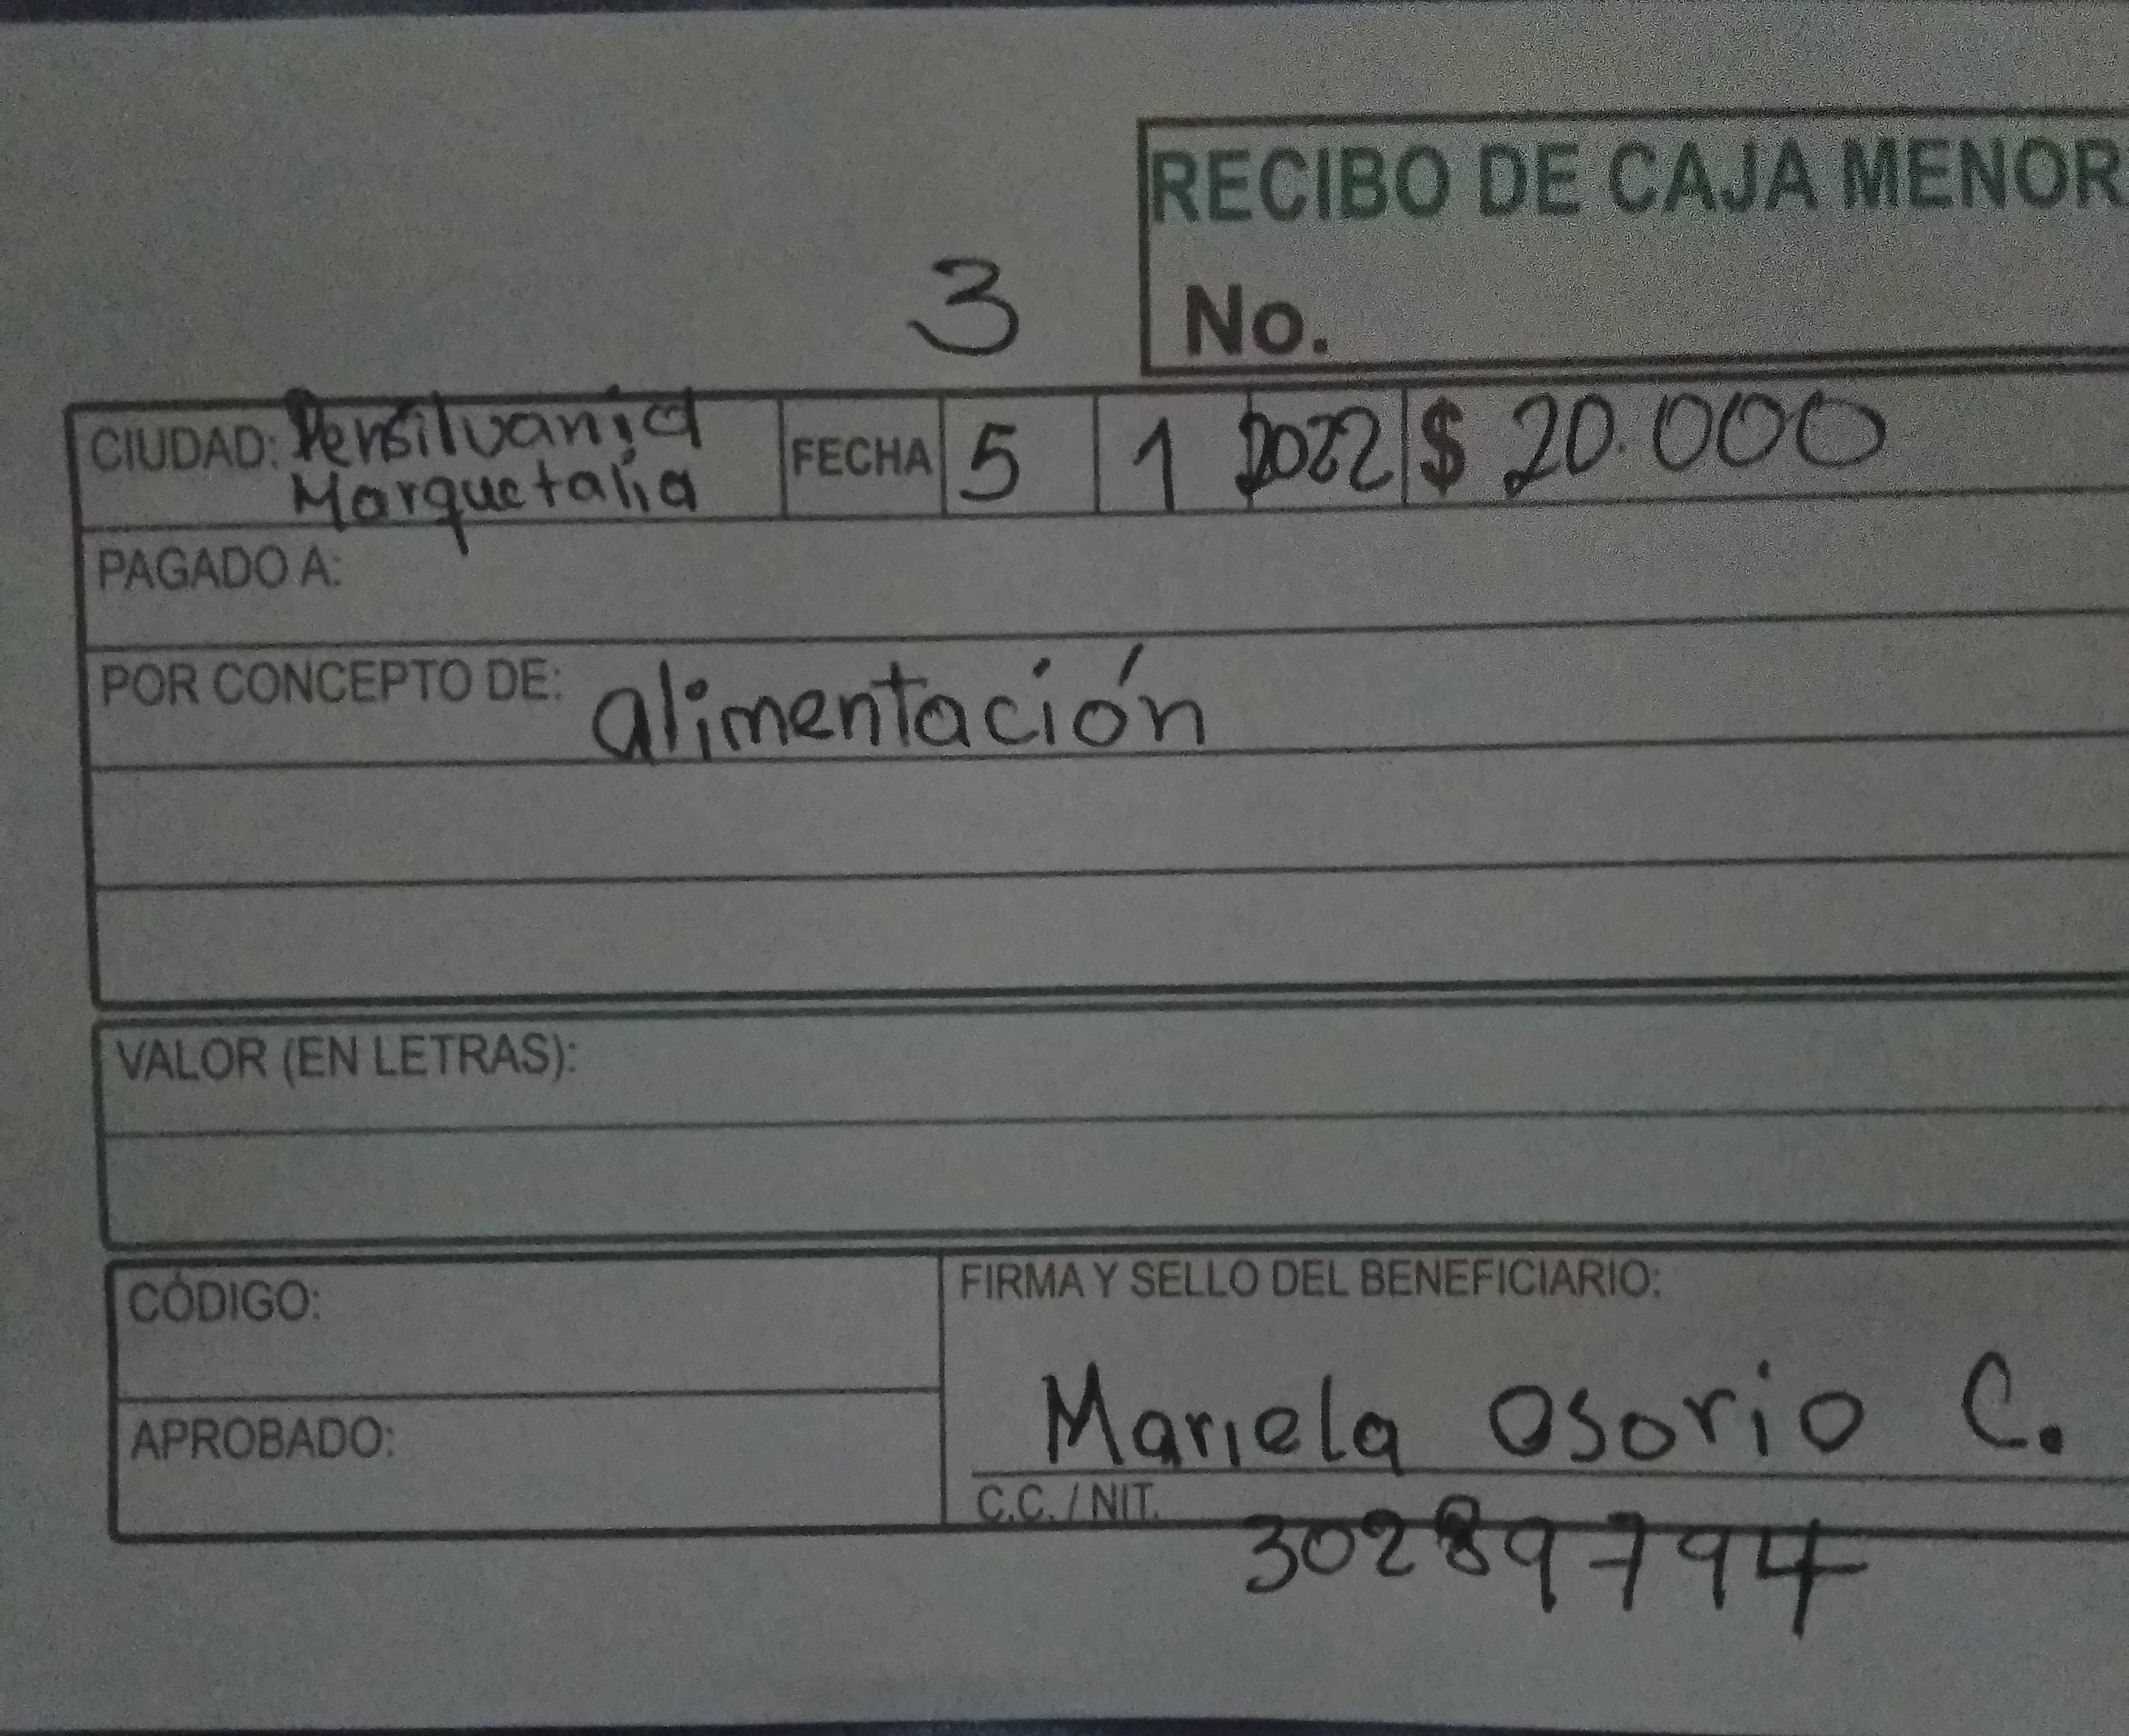 RECIBO DE CAJA MENOR
3 No.
CIUDAD: Pensilvania FECHA 5 1 2022 $ 20.000
Marquetalia
PAGADO A:
POR CONCEPTO DE: alimentación
VALOR (EN LETRAS):
CÓDIGO:
FIRMA Y SELLO DEL BENEFICIARIO:
APROBADO:
Mariela Osorio C.
C.C. / NIT.
30289794